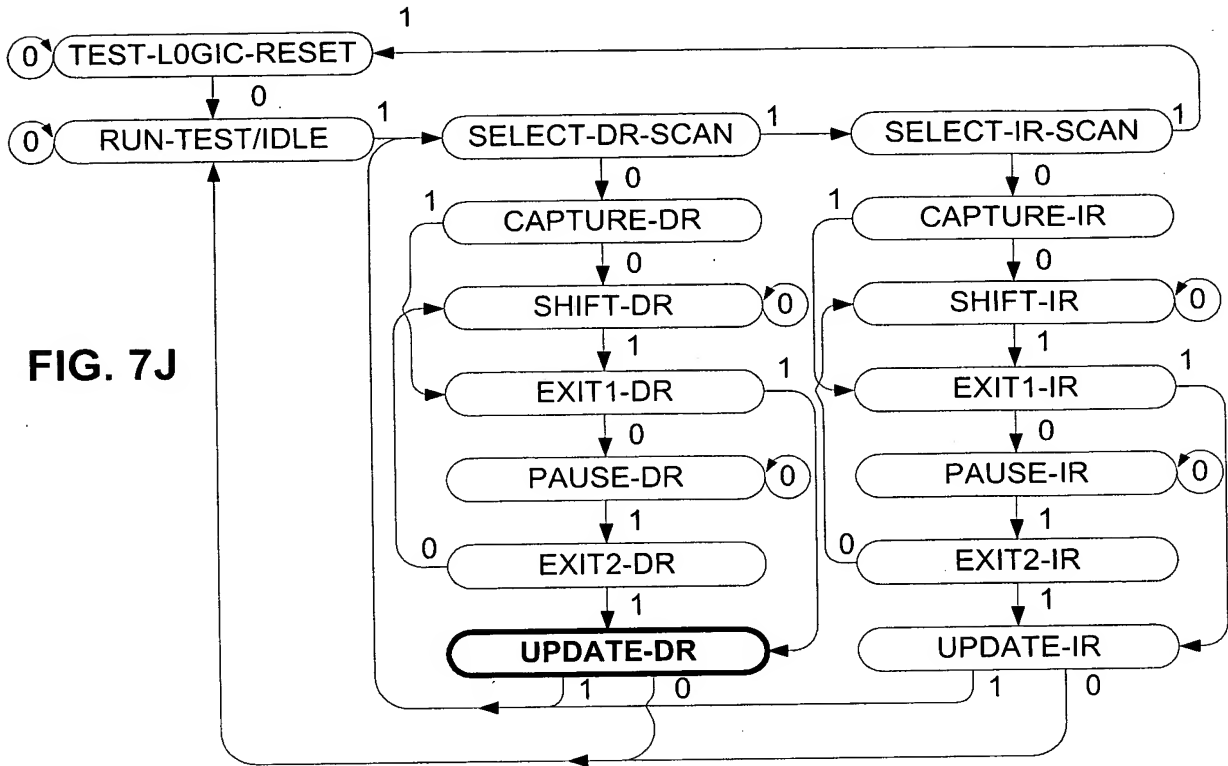 1
0 TEST-L0GIC-RESET
0
0 RUN-TEST/IDLE 1 SELECT-DR-SCAN 1 SELECT-IR-SCAN 1
0 0
1 CAPTURE-DR 1 CAPTURE-IR
0 0
SHIFT-DR 0 SHIFT-IR 0
1 1
FIG. 7J
EXIT1-DR 1 EXIT1-IR 1
0 0
PAUSE-DR 0 PAUSE-IR 0
1 1
0 EXIT2-DR 0 EXIT2-IR
1 1
UPDATE-DR UPDATE-IR
1 0 1 0